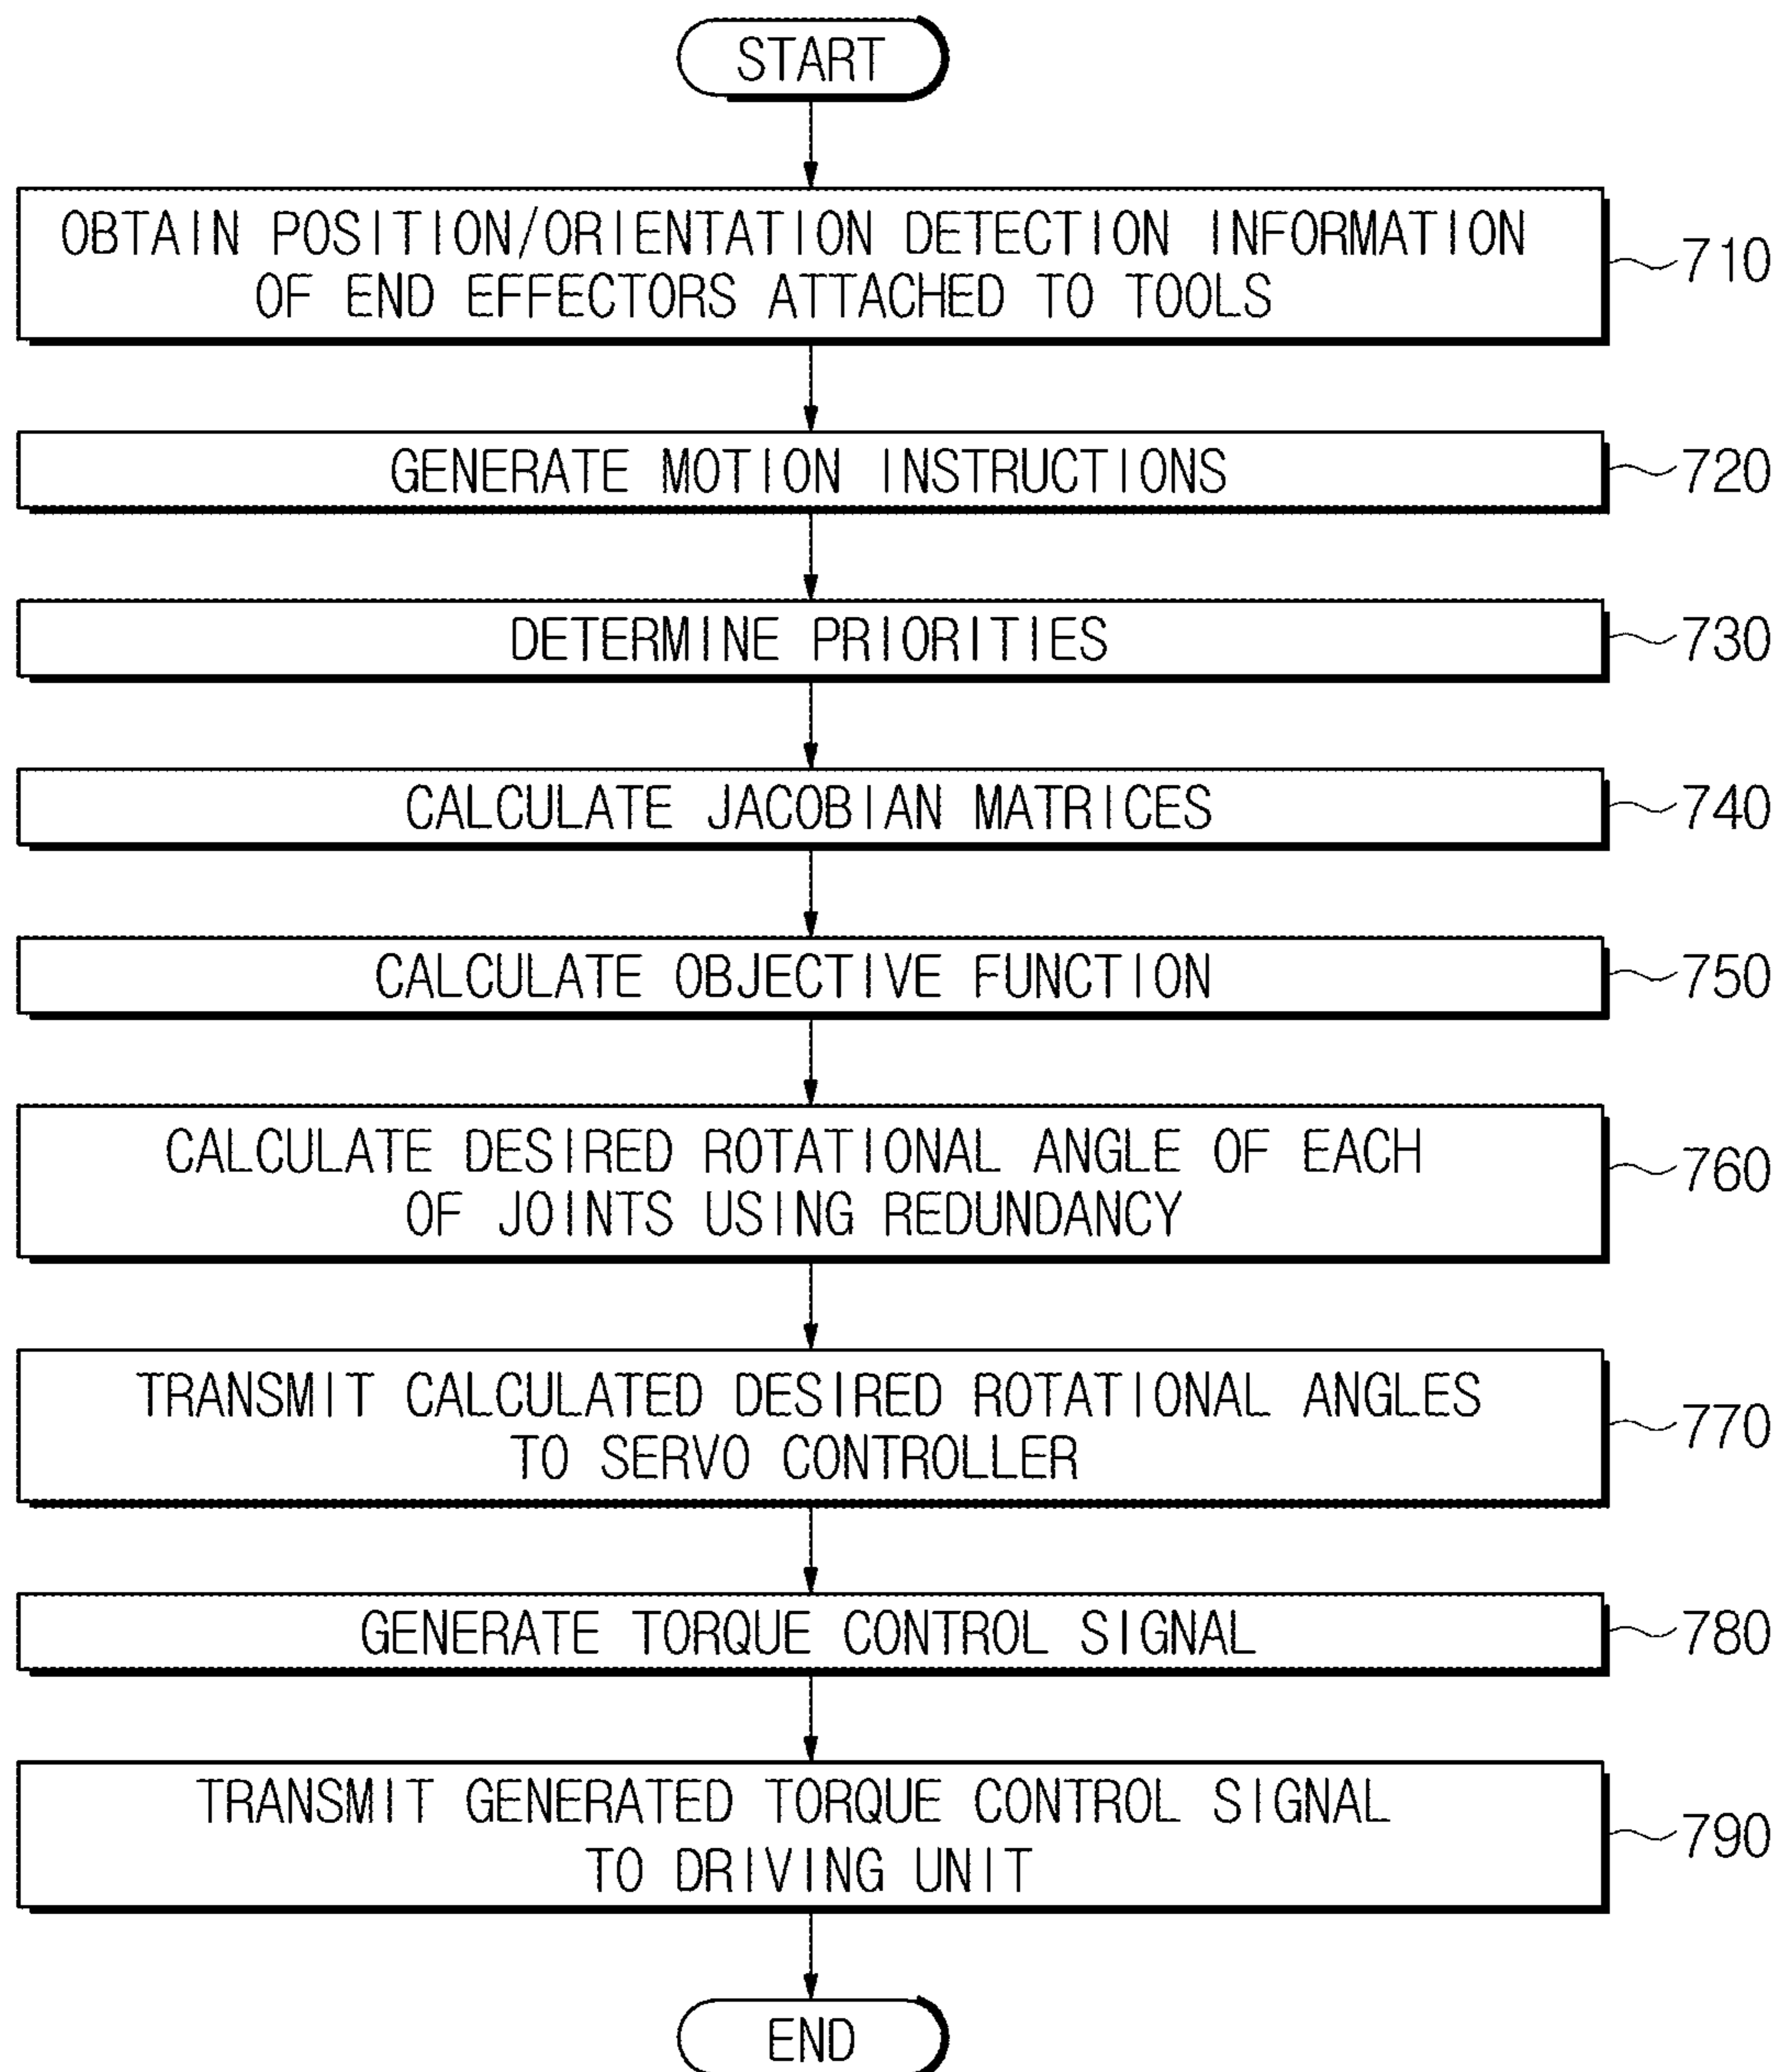 START
OBTAIN POSITION/ORIENTATION DETECTION INFORMATION
OF END EFFECTORS ATTACHED TO TOOLS
710
GENERATE MOTION INSTRUCTIONS
720
DETERMINE PRIORITIES
730
CALCULATE JACOBIAN MATRICES
740
CALCULATE OBJECTIVE FUNCTION
750
CALCULATE DESIRED ROTATIONAL ANGLE OF EACH
OF JOINTS USING REDUNDANCY
760
TRANSMIT CALCULATED DESIRED ROTATIONAL ANGLES
TO SERVO CONTROLLER
770
GENERATE TORQUE CONTROL SIGNAL
780
TRANSMIT GENERATED TORQUE CONTROL SIGNAL
TO DRIVING UNIT
790
END